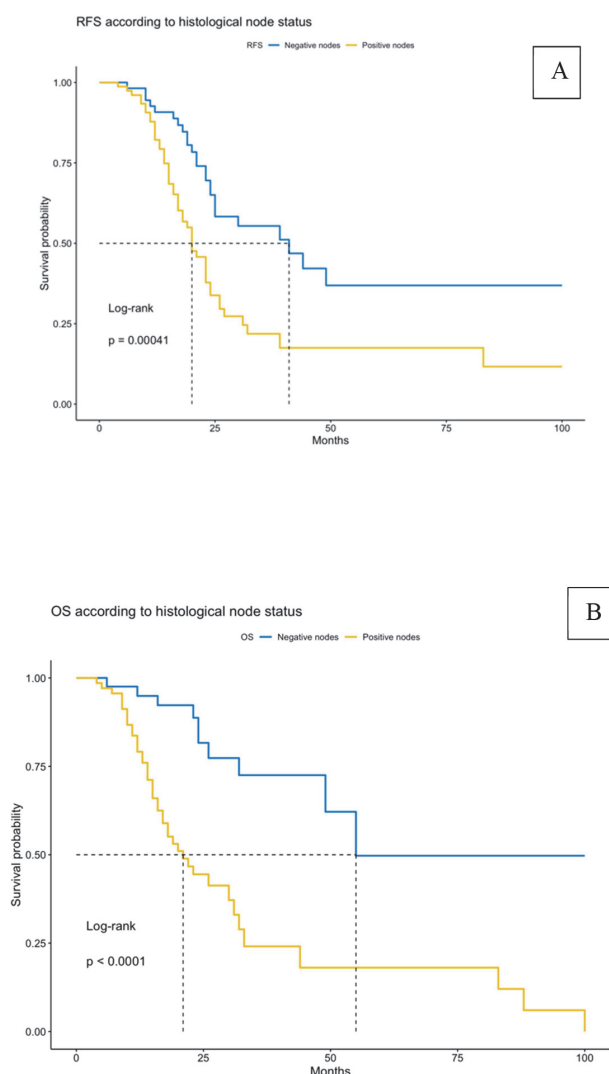 RFS according to histological node status
RFS Negative nodes Positive nodes
A
1.00
0.75
0.50
0.25
0.00
Survival probability
Log-rank
p = 0.00041
0 25 50 75 100
Months
OS according to histological node status
OS Negative nodes Positive nodes
B
1.00
0.75
0.50
0.25
0.00
Survival probability
Log-rank
p < 0.0001
0 25 50 75 100
Months